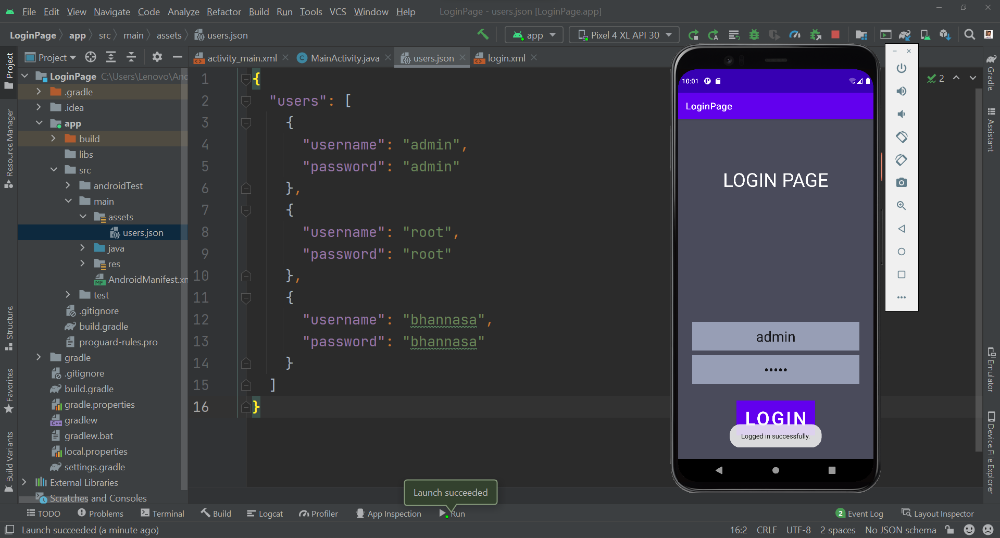 File Edit View Navigate Code Analyze Refactor Build Run Tools VCS Window Help LoginPage - users.json [LoginPage.app]
LoginPage app src main assets users.json app Pixel 4 XL API 30
Project
activity_main.xml MainActivity.java users.json login.xml
LoginPage C:\Users\Lenovo\An
.gradle
.idea
app
build
libs
src
androidTest
main
assets
users.json
java
res
AndroidManifest.xm
test
.gitignore
build.gradle
proguard-rules.pro
gradle
.gitignore
build.gradle
gradle.properties
gradlew
gradlew.bat
local.properties
settings.gradle
External Libraries
Scratches and Consoles
Project
Resource Manager
Structure
Favorites
Build Variants
1 {
2 "users": [
3 {
4 "username": "admin",
5 "password": "admin"
6 },
7 {
8 "username": "root",
9 "password": "root"
10 },
11 {
12 "username": "bhannasa",
13 "password": "bhannasa"
14 }
15 ]
16 }
2
10:01
LoginPage
LOGIN PAGE
admin
•••••
LOGIN
Logged in successfully.
Gradle
Assistant
Emulator
Device File Explorer
Launch succeeded
TODO Problems Terminal Build Logcat Profiler App Inspection Run 2 Event Log Layout Inspector
Launch succeeded (a minute ago) 16:2 CRLF UTF-8 2 spaces No JSON schema